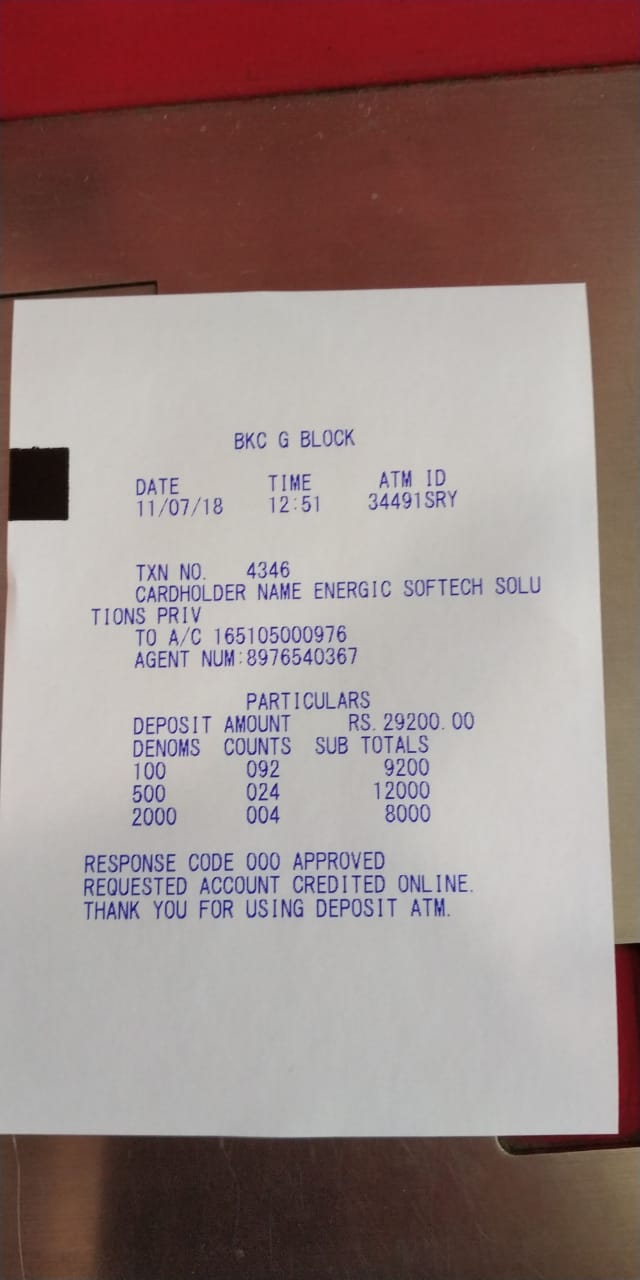 BKC G BLOCK
DATE TIME ATM ID
11/07/18 12:51 34491SRY
TXN NO. 4346
CARDHOLDER NAME ENERGIC SOFTECH SOLU
TIONS PRIV
TO A/C 165105000976
AGENT NUM:8976540367
PARTICULARS
DEPOSIT AMOUNT RS.29200.00
DENOMS COUNTS SUB TOTALS
100 092 9200
500 024 12000
2000 004 8000
RESPONSE CODE 000 APPROVED
REQUESTED ACCOUNT CREDITED ONLINE.
THANK YOU FOR USING DEPOSIT ATM.